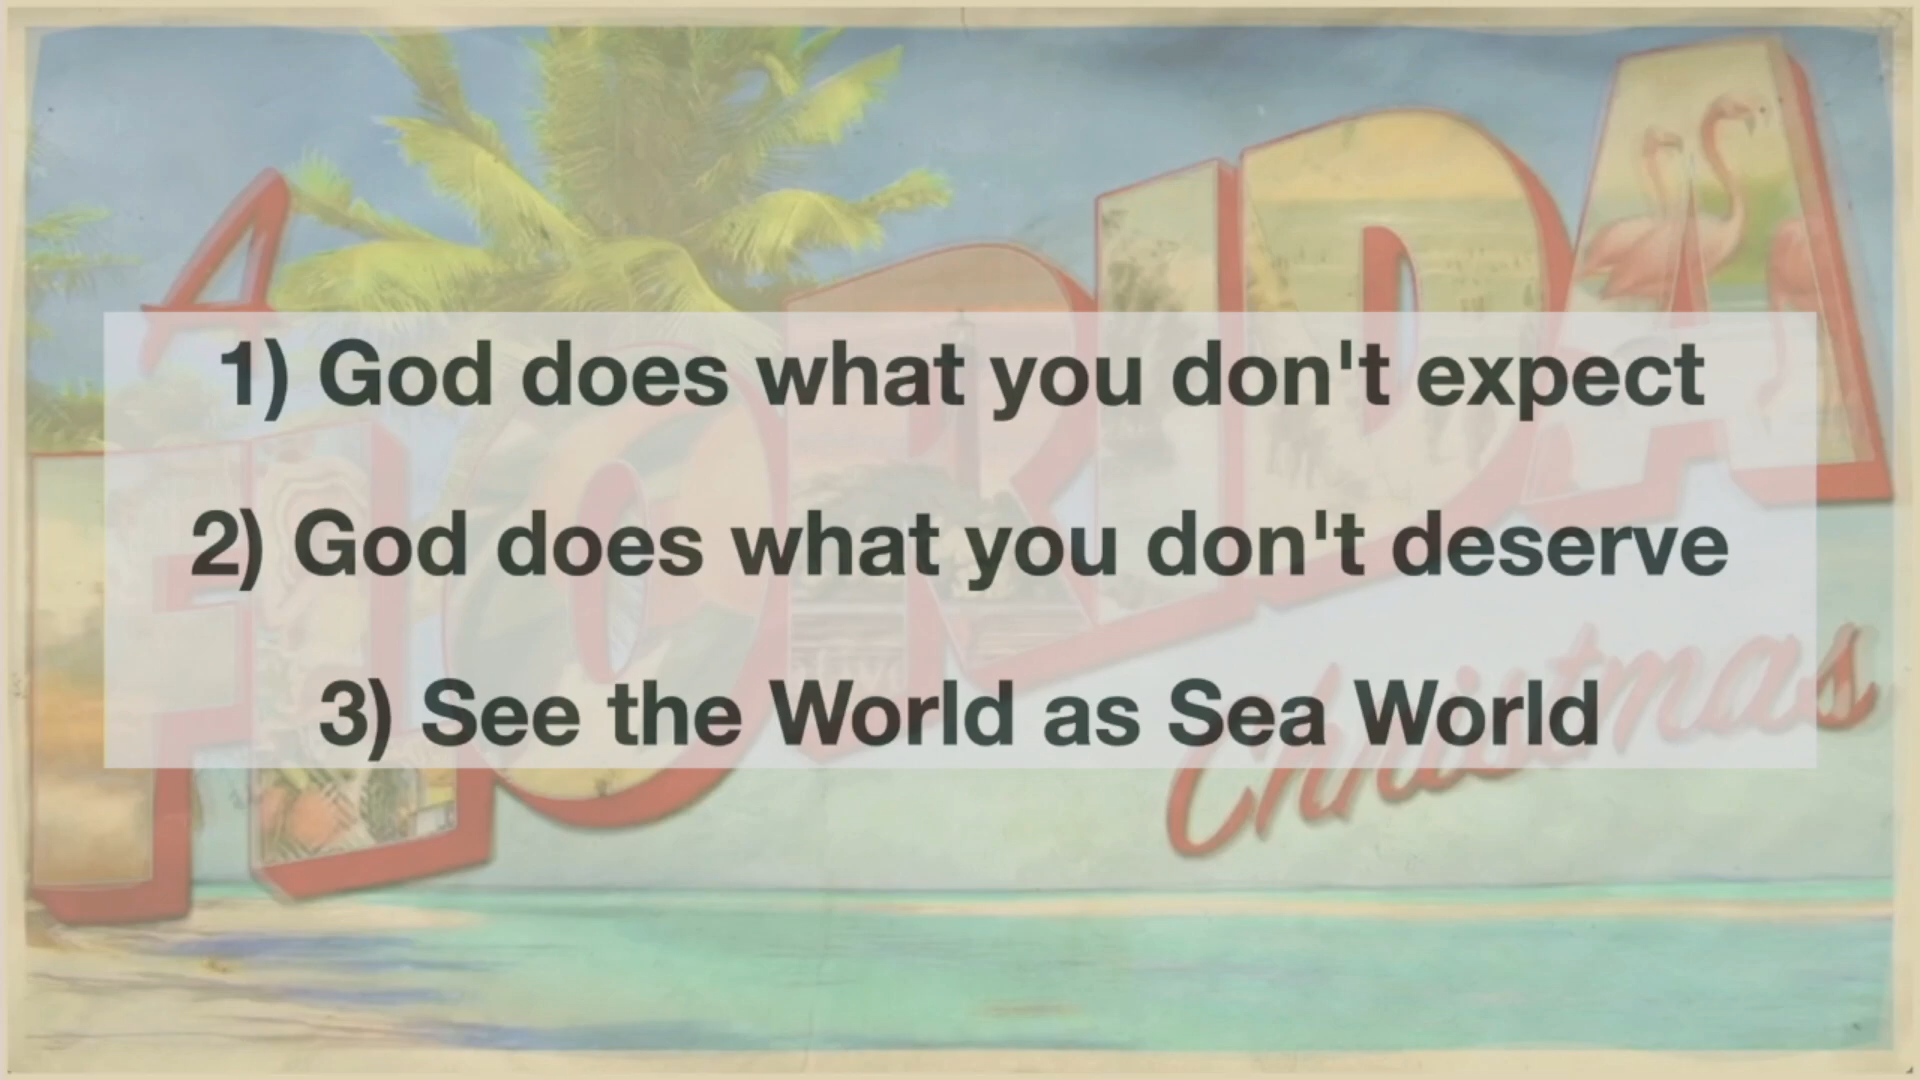 A
FLORIDA
Christmas
1) God does what you don't expect
2) God does what you don't deserve
3) See the World as Sea World